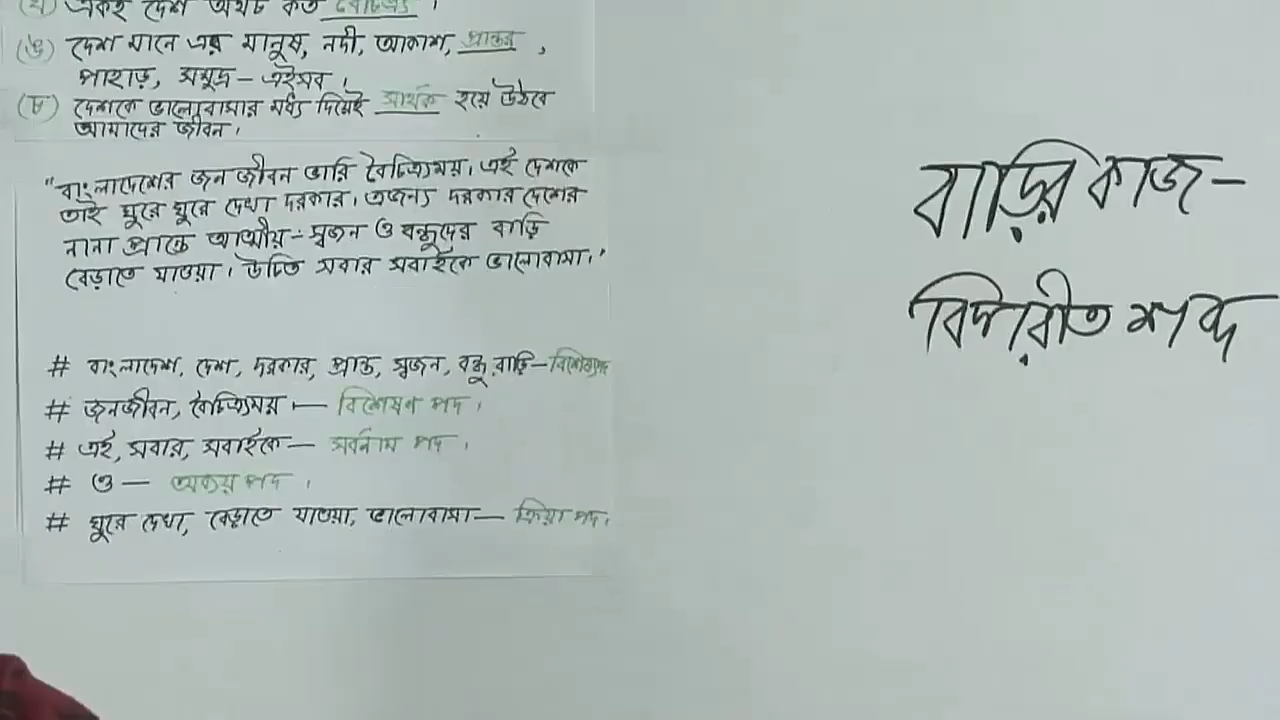 (ঘ) একই দেশ অথচ কত বৈচিত্র্য ।
(ঙ) দেশ মানে এর মানুষ, নদী, আকাশ, প্রান্তর ,
পাহাড়, সমুদ্র – এইসব ।
(চ) দেশকে ভালোবাসার মধ্য দিয়েই সার্থক হয়ে উঠবে
আমাদের জীবন ।
"বাংলাদেশের জন জীবন ভারি বৈচিত্র্যময়। এই দেশকে
তাই ঘুরে ঘুরে দেখা দরকার। এজন্য দরকার দেশের
নানা প্রান্তে আত্মীয়-স্বজন ও বন্ধুদের বাড়ি
বেড়াতে যাওয়া। উচিত সবার সবাইকে ভালোবাসা।"
# বাংলাদেশ, দেশ, দরকার, প্রান্ত, স্বজন, বন্ধু, বাড়ি – বিশেষ্যপদ
# জনজীবন, বৈচিত্র্যময় – বিশেষণ পদ ।
# এই, সবার, সবাইকে – সর্বনাম পদ ।
# ও – অব্যয় পদ ।
# ঘুরে দেখা, বেড়াতে যাওয়া, ভালোবাসা – ক্রিয়া পদ ।
বাড়ির কাজ –
বিপরীত শব্দ